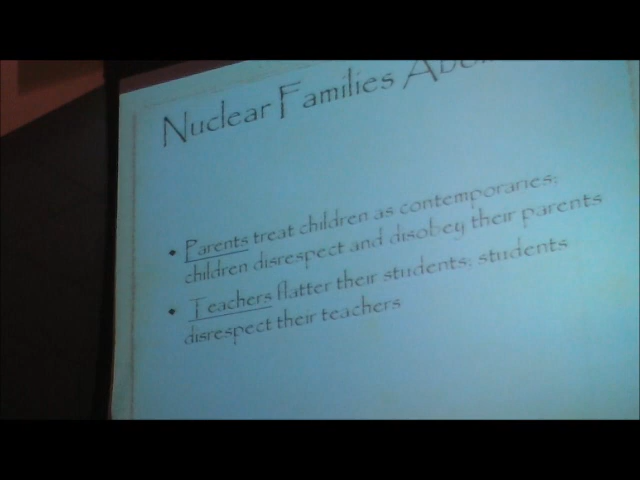 Nuclear Families
• Parents treat children as contemporaries;
children disrespect and disobey their parents
• Teachers flatter their students; students
disrespect their teachers